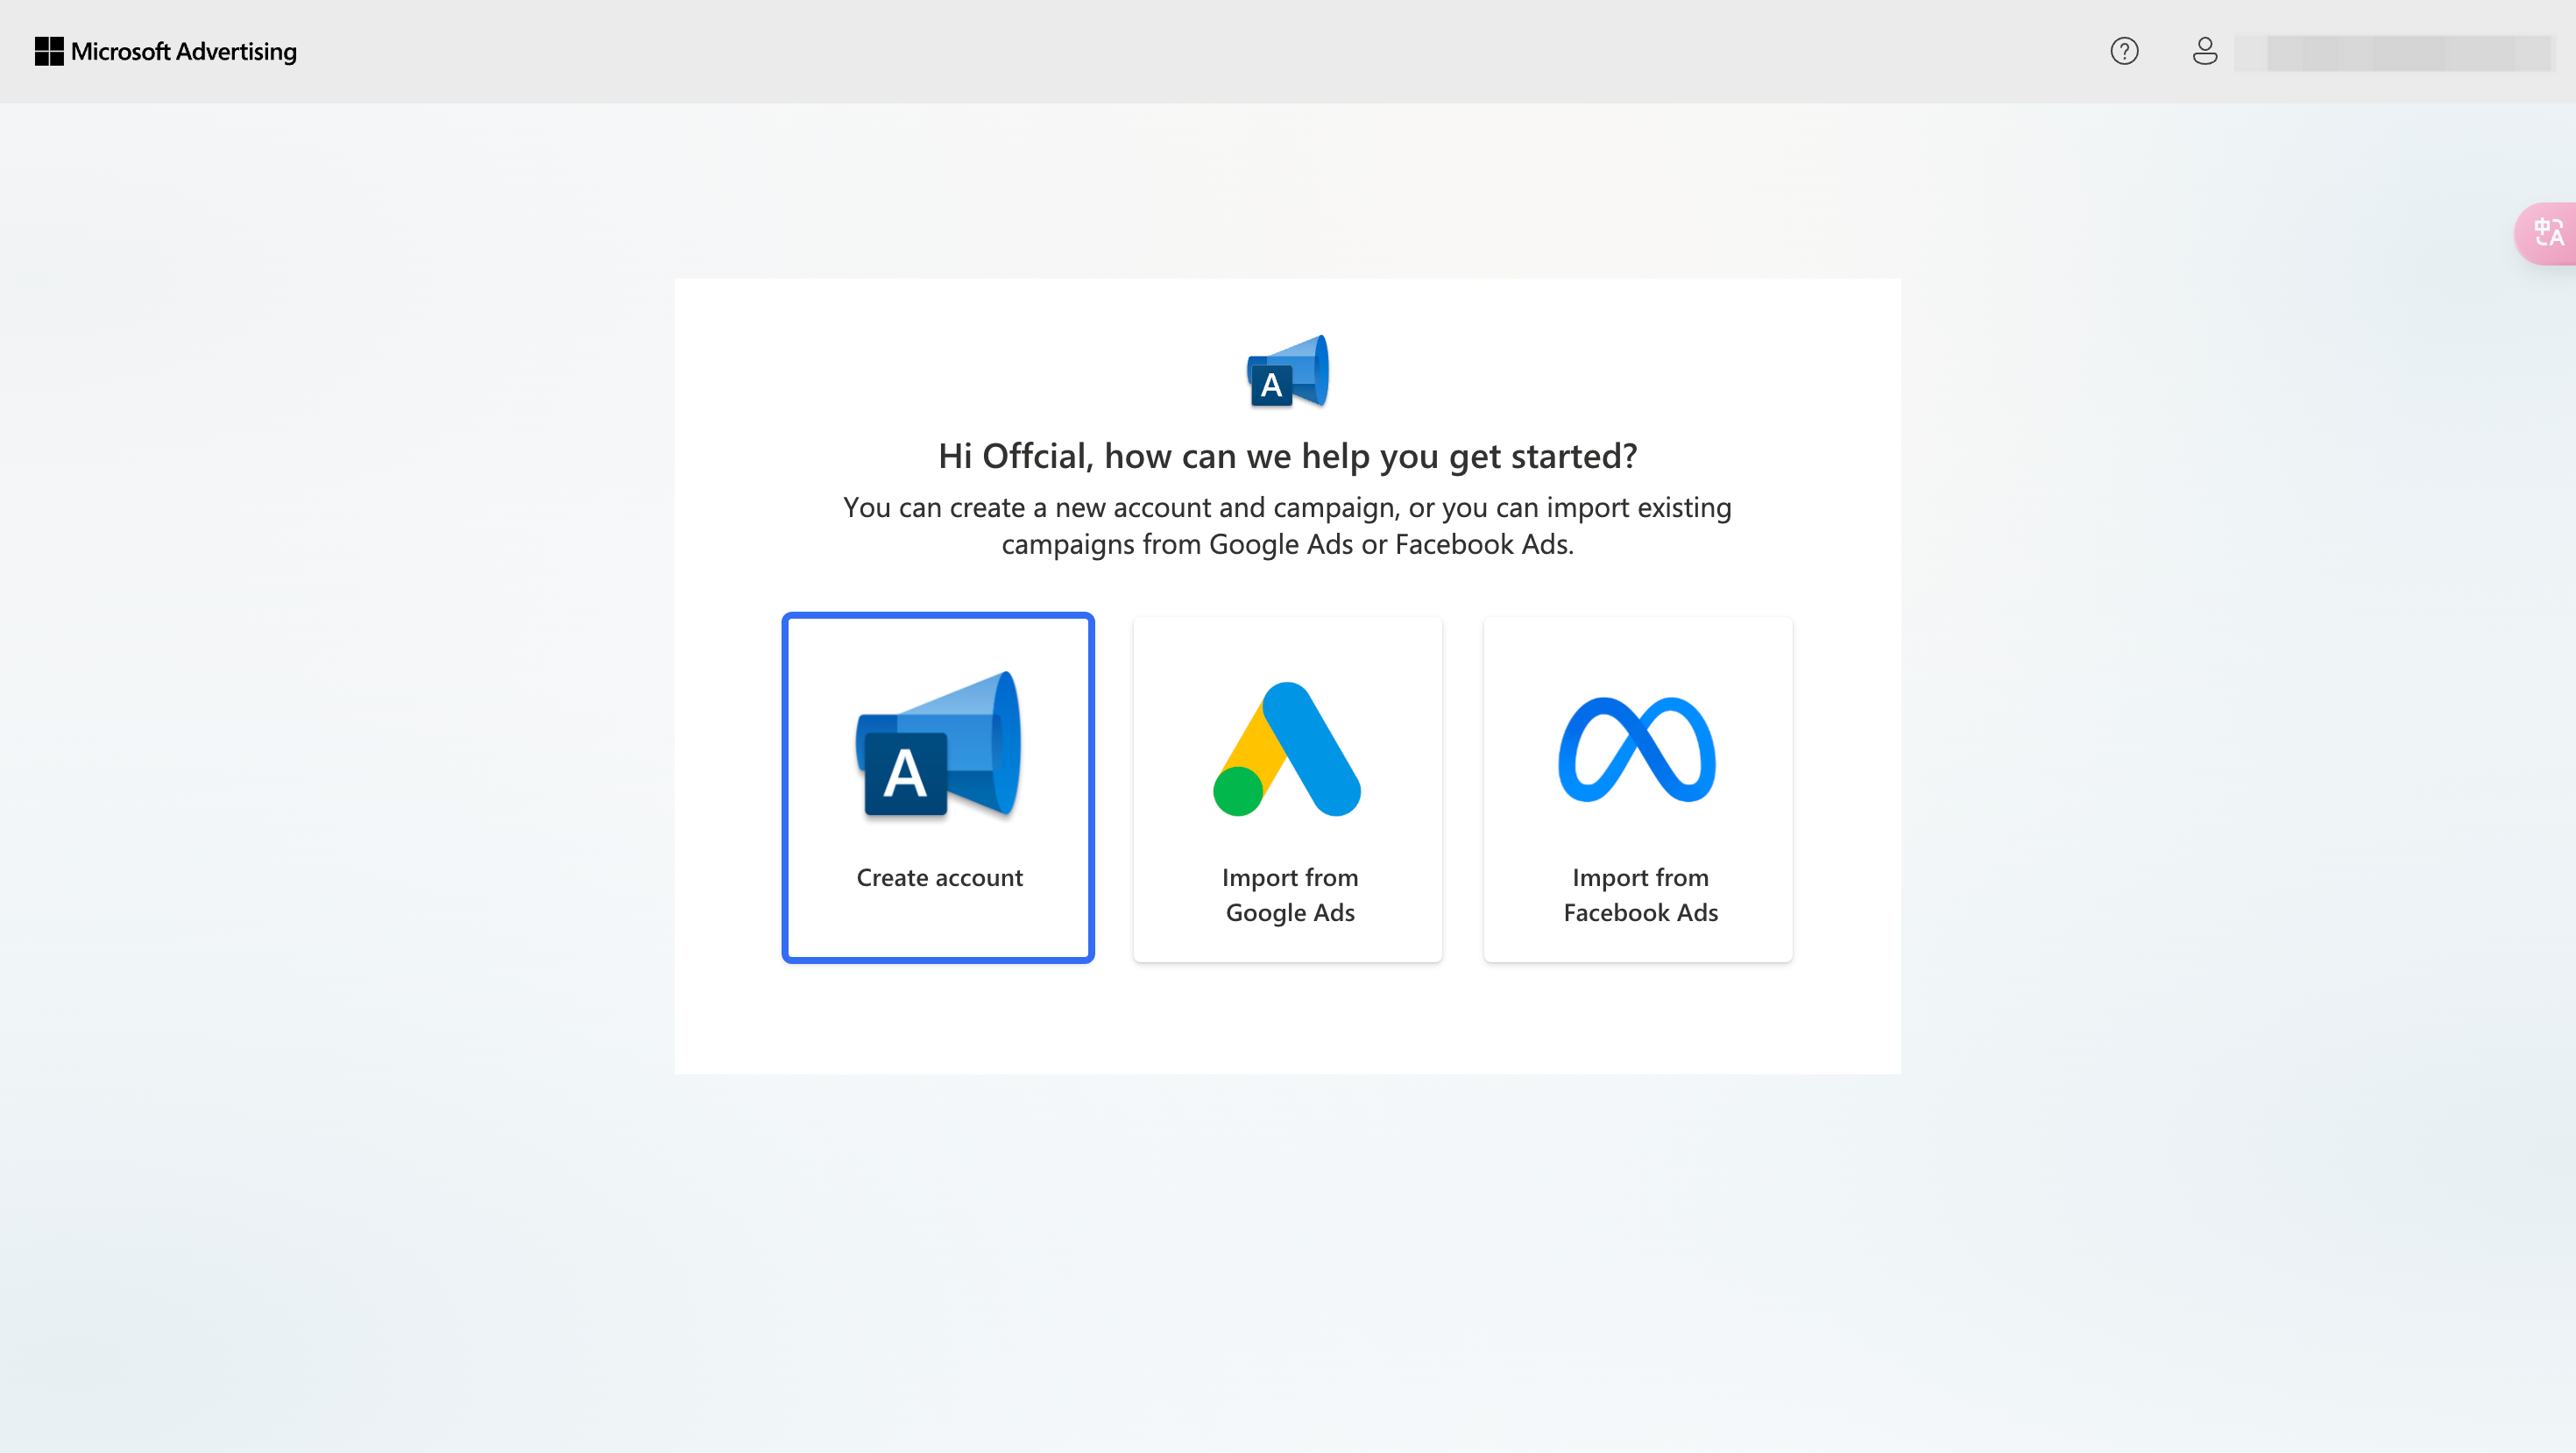 Microsoft Advertising
Hi Offcial, how can we help you get started?
You can create a new account and campaign, or you can import existing
campaigns from Google Ads or Facebook Ads.
A
A
Create account
Import from
Google Ads
Import from
Facebook Ads
中A